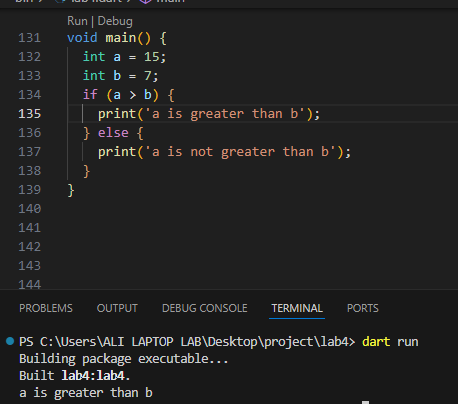 Run | Debug
131 void main() {
132 int a = 15;
133 int b = 7;
134 if (a > b) {
135 print('a is greater than b');
136 } else {
137 print('a is not greater than b');
138 }
139 }
140
141
142
143
144
PROBLEMS OUTPUT DEBUG CONSOLE TERMINAL PORTS
PS C:\Users\ALI LAPTOP LAB\Desktop\project\lab4> dart run
Building package executable...
Built lab4:lab4.
a is greater than b